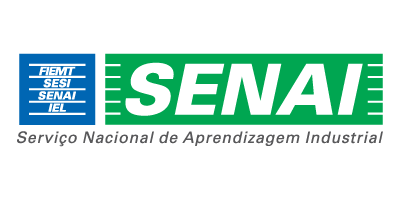 FIEMT
SESI
SENAI
IEL
SENAI
Serviço Nacional de Aprendizagem Industrial